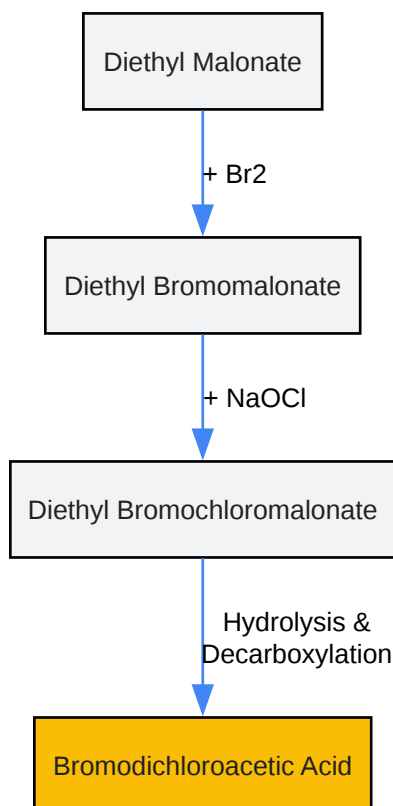 Diethyl Malonate
+ Br2
Diethyl Bromomalonate
+ NaOCl
Diethyl Bromochloromalonate
Hydrolysis &
Decarboxylation
Bromodichloroacetic Acid